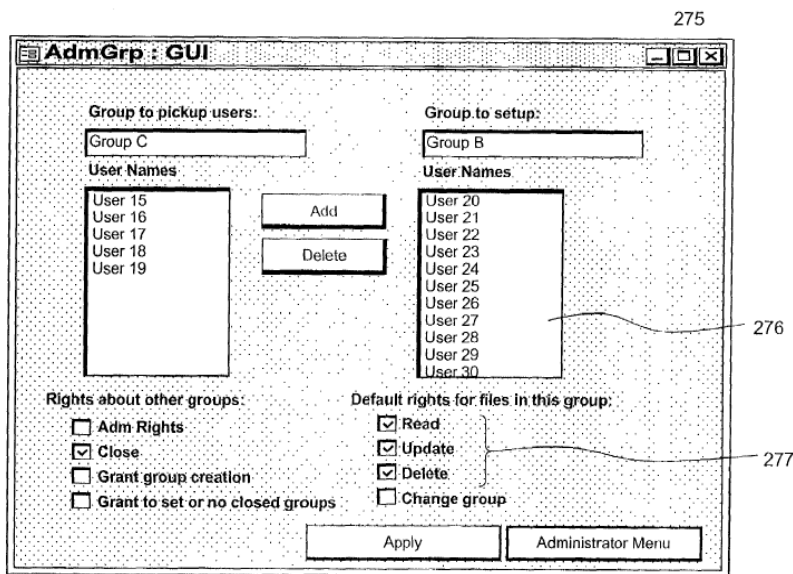 275
AdmGrp : GUI
Group to pickup users:
Group C
User Names
User 15
User 16
User 17
User 18
User 19
Add
Delete
Group to setup:
Group B
User Names
User 20
User 21
User 22
User 23
User 24
User 25
User 26
User 27
User 28
User 29
User 30
276
Rights about other groups:
Adm Rights
Close
Grant group creation
Grant to set or no closed groups
Default rights for files in this group:
Read
Update
Delete
Change group
277
Apply
Administrator Menu